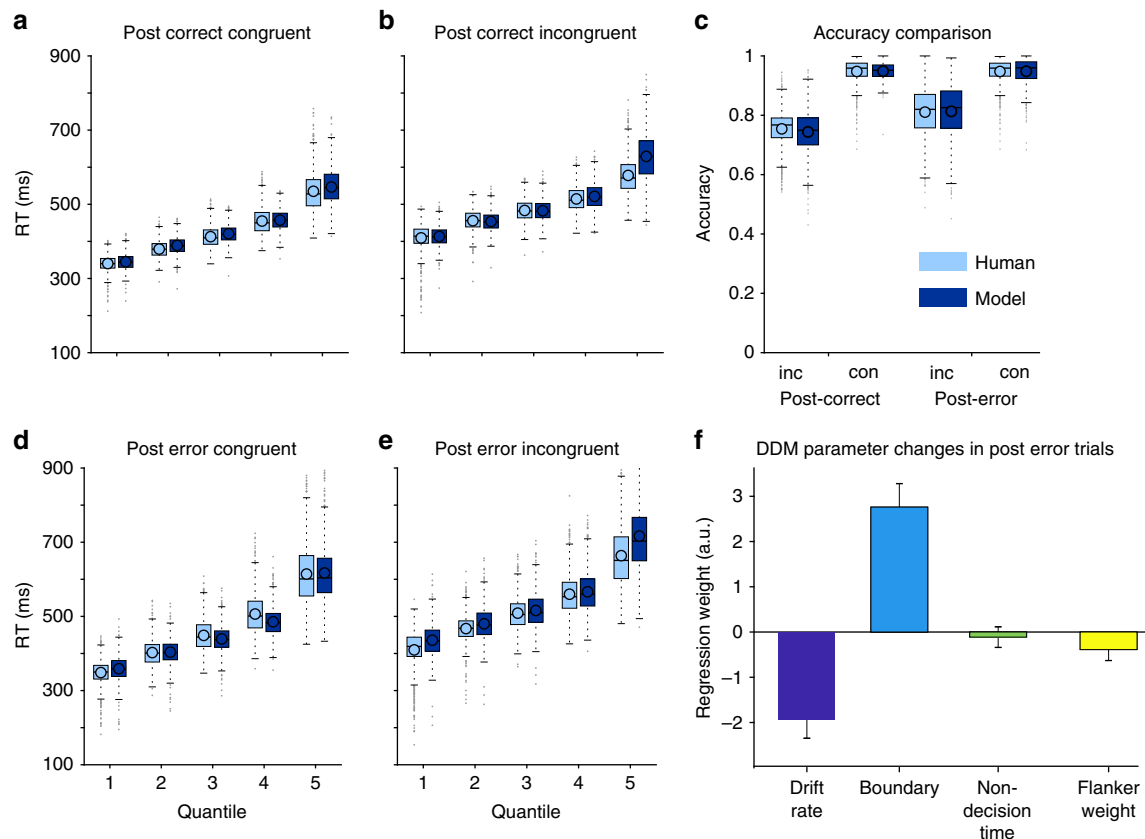 a Post correct congruent
900
700
500
300
100
RT (ms)
b Post correct incongruent
c Accuracy comparison
1
0.8
0.6
0.4
0.2
0
Accuracy
Human
Model
inc con inc con
Post-correct Post-error
d Post error congruent
900
700
500
300
100
RT (ms)
1 2 3 4 5
Quantile
e Post error incongruent
1 2 3 4 5
Quantile
f DDM parameter changes in post error trials
3
2
1
0
–1
–2
Regression weight (a.u.)
Drift rate
Boundary
Non-
decision
time
Flanker
weight